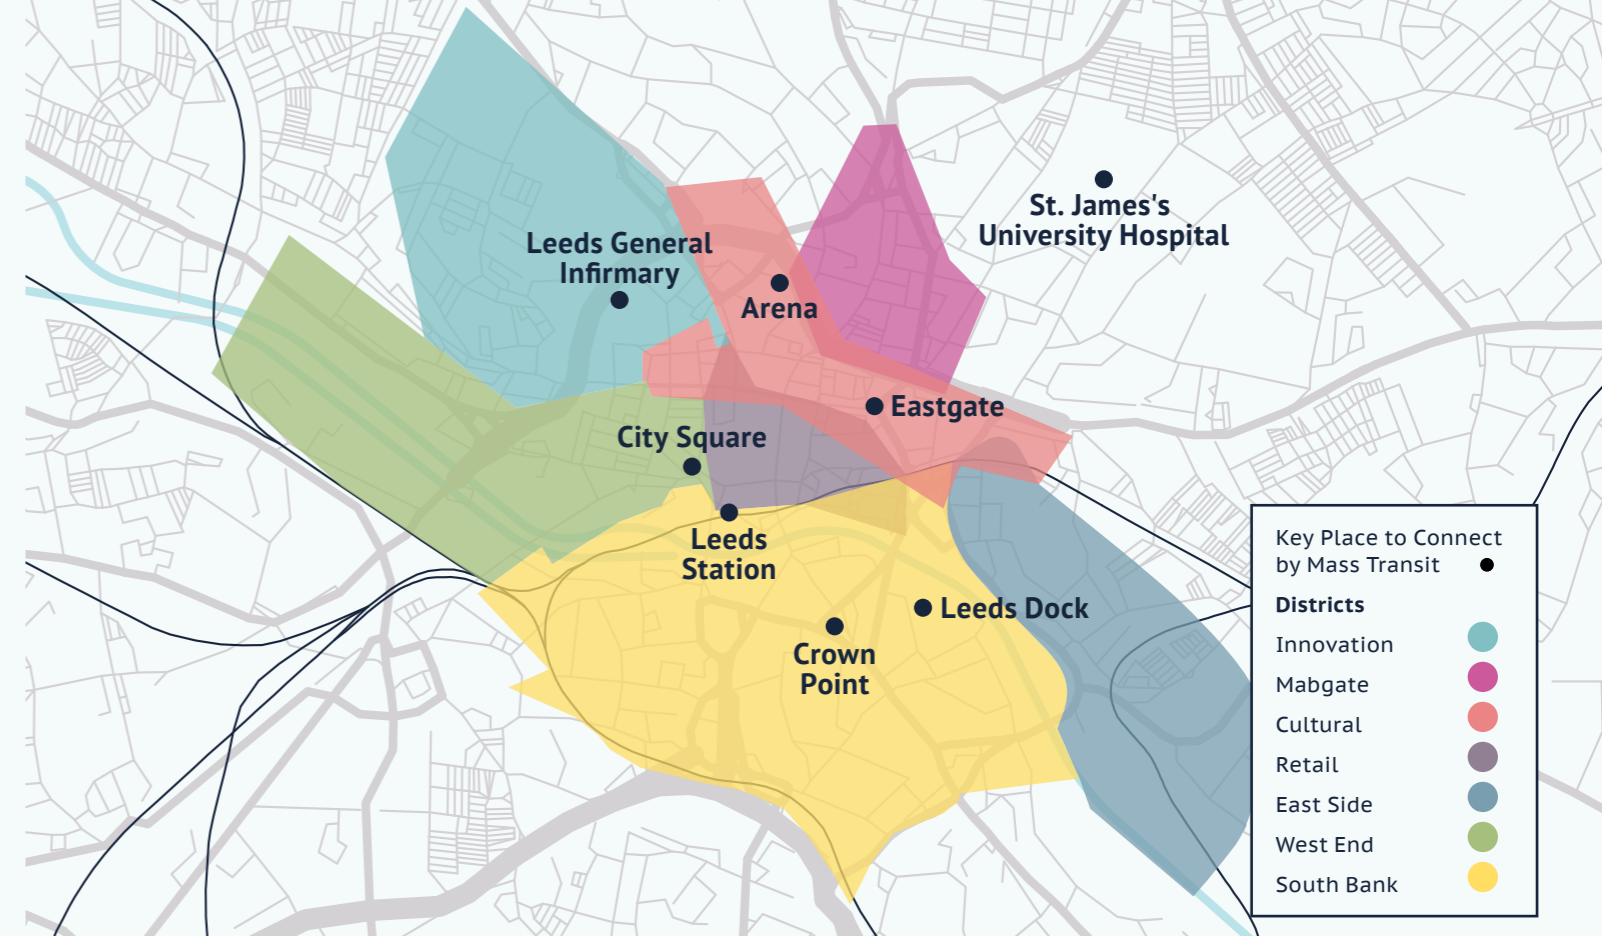 St. James's
University Hospital
Leeds General
Infirmary
Arena
Eastgate
City Square
Leeds
Station
Leeds Dock
Crown
Point
Key Place to Connect
by Mass Transit
Districts
Innovation
Mabgate
Cultural
Retail
East Side
West End
South Bank